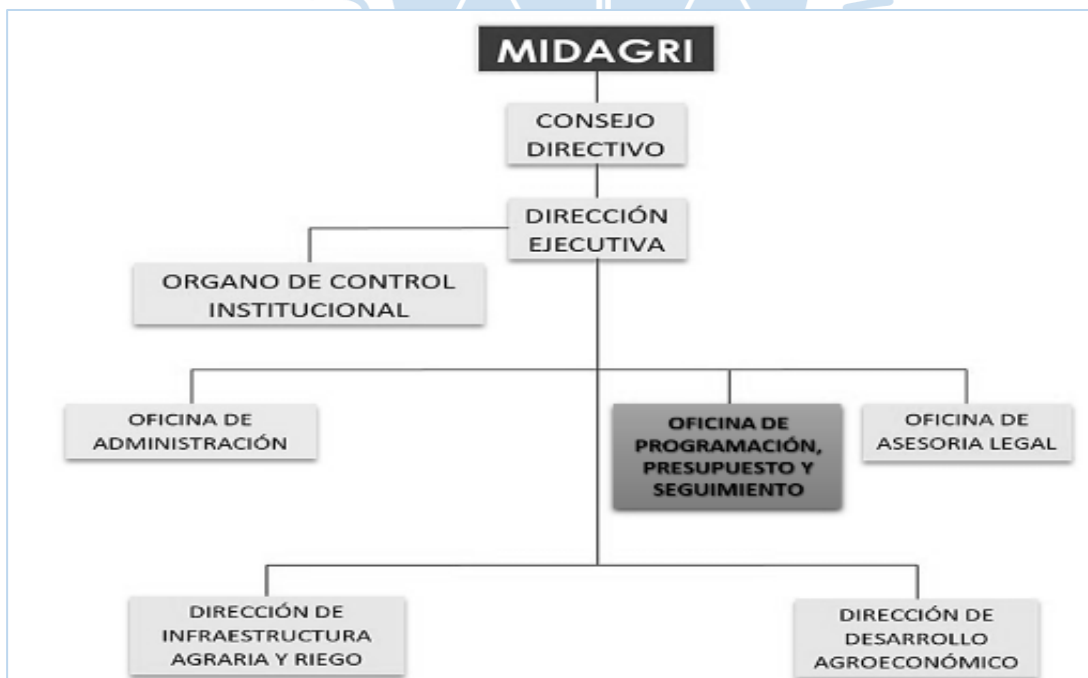 MIDAGRI
CONSEJO
DIRECTIVO
DIRECCIÓN
EJECUTIVA
ORGANO DE CONTROL
INSTITUCIONAL
OFICINA DE
ADMINISTRACIÓN
OFICINA DE
PROGRAMACIÓN,
PRESUPUESTO Y
SEGUIMIENTO
OFICINA DE
ASESORIA LEGAL
DIRECCIÓN DE
INFRAESTRUCTURA
AGRARIA Y RIEGO
DIRECCIÓN DE
DESARROLLO
AGROECONÓMICO